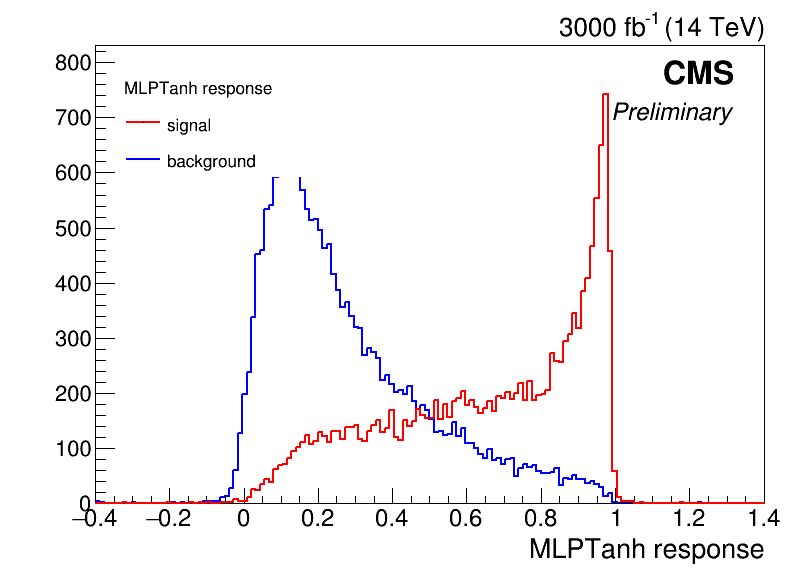 3000 fb⁻¹ (14 TeV)
CMS
Preliminary
MLPTanh response
signal
background
800
700
600
500
400
300
200
100
0
−0.4 −0.2 0 0.2 0.4 0.6 0.8 1 1.2 1.4
MLPTanh response